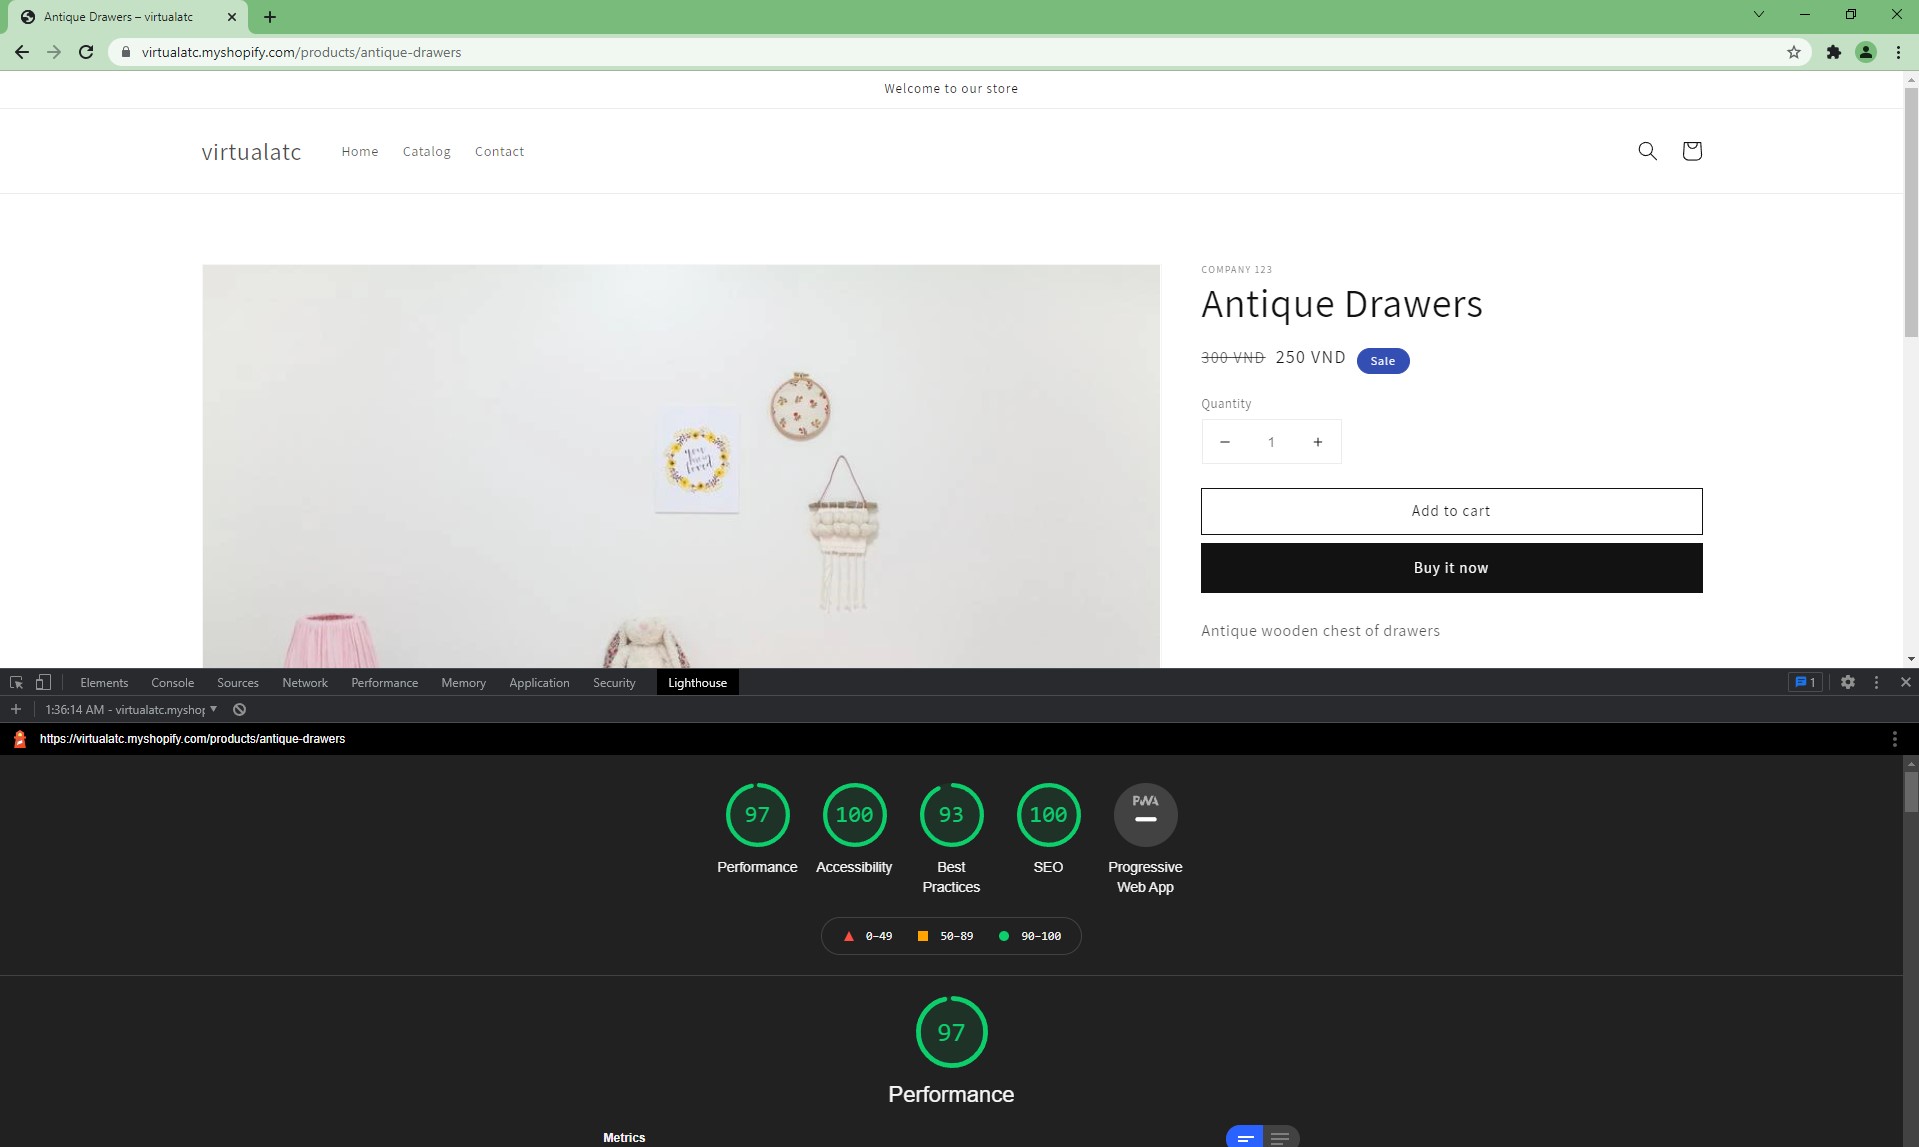 Antique Drawers – virtualatc
virtualatc.myshopify.com/products/antique-drawers
Welcome to our store
virtualatc Home Catalog Contact
COMPANY 123
Antique Drawers
300 VND 250 VND Sale
Quantity
− 1 +
Add to cart
Buy it now
Antique wooden chest of drawers
you are so loved
Elements Console Sources Network Performance Memory Application Security Lighthouse 1
1:36:14 AM - virtualatc.myshop
https://virtualatc.myshopify.com/products/antique-drawers
97 100 93 100 PWA
Performance Accessibility Best Practices SEO Progressive Web App
0–49 50–89 90–100
97
Performance
Metrics